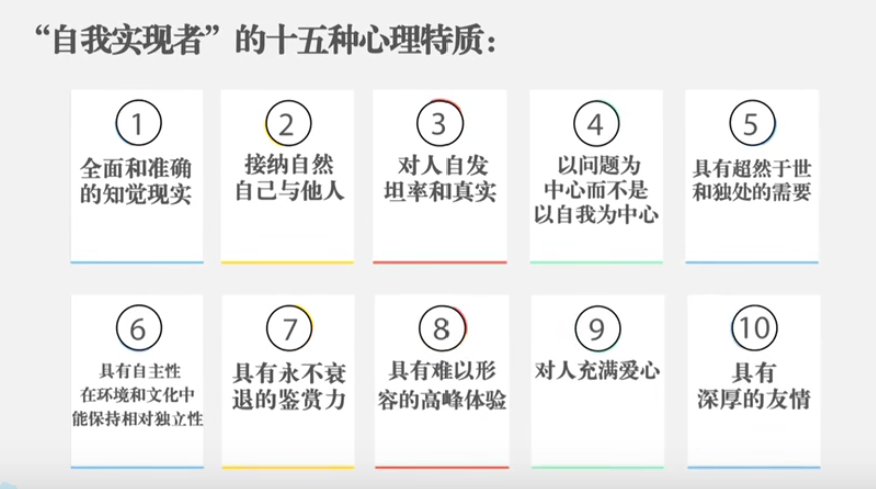 “自我实现者”的十五种心理特质：
1
全面和准确
的知觉现实
2
接纳自然
自己与他人
3
对人自发
坦率和真实
4
以问题为
中心而不是
以自我为中心
5
具有超然于世
和独处的需要
6
具有自主性
在环境和文化中
能保持相对独立性
7
具有永不衰
退的鉴赏力
8
具有难以形
容的高峰体验
9
对人充满爱心
10
具有
深厚的友情